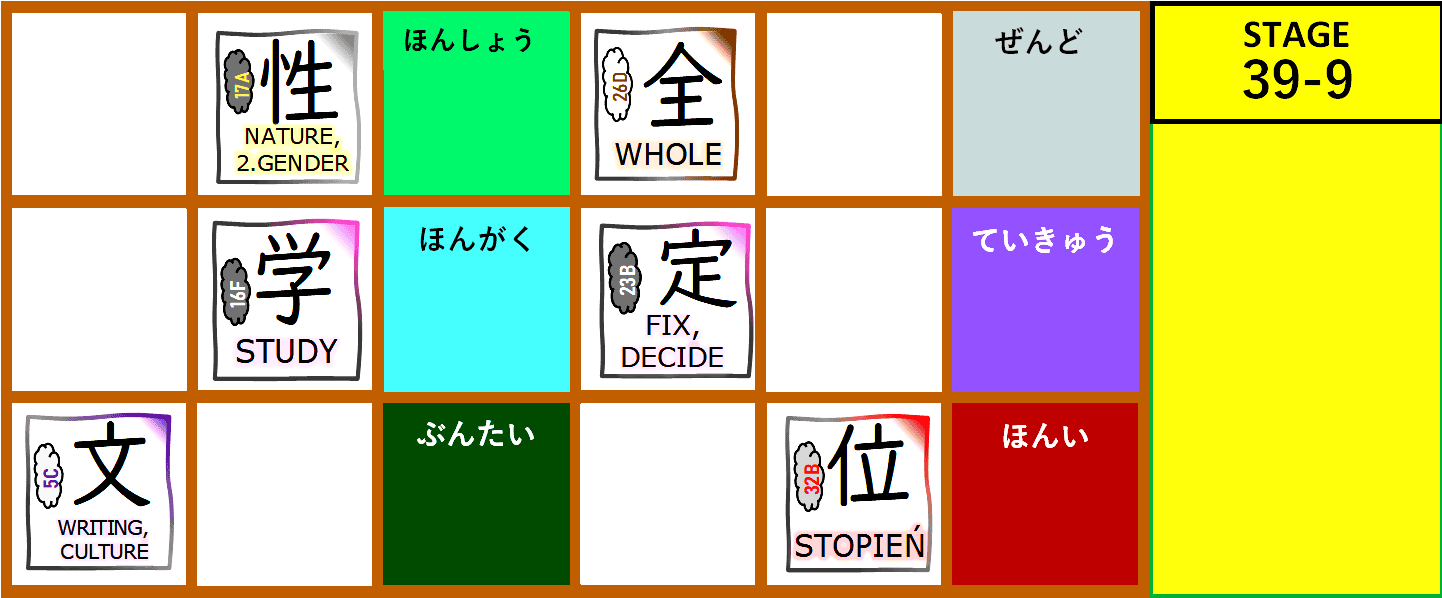 17A
性
NATURE,
2.GENDER
ほんしょう
26D
全
WHOLE
ぜんど
STAGE
39-9
16F
学
STUDY
ほんがく
23B
定
FIX,
DECIDE
ていきゅう
5C
文
WRITING,
CULTURE
ぶんたい
32B
位
STOPIEŃ
ほんい